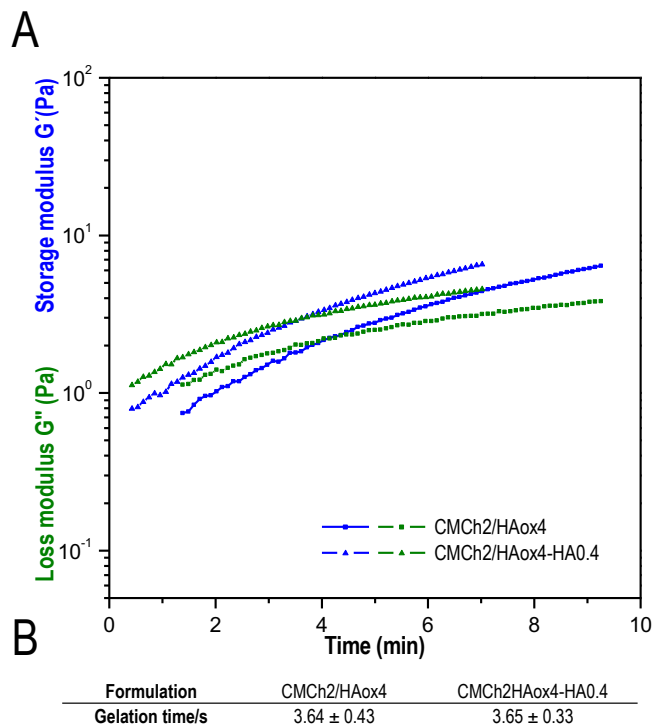 A
Storage modulus G´(Pa)
Loss modulus G" (Pa)
10²
10¹
10⁰
10⁻¹
CMCh2/HAox4
CMCh2/HAox4-HA0.4
0 2 4 6 8 10
Time (min)
B
Formulation CMCh2/HAox4 CMCh2HAox4-HA0.4
Gelation time/s 3.64 ± 0.43 3.65 ± 0.33